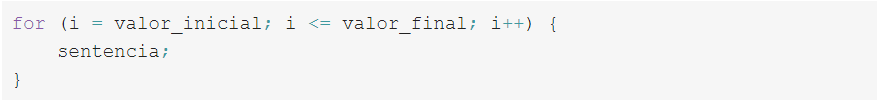 for (i = valor_inicial; i <= valor_final; i++) {
    sentencia;
}